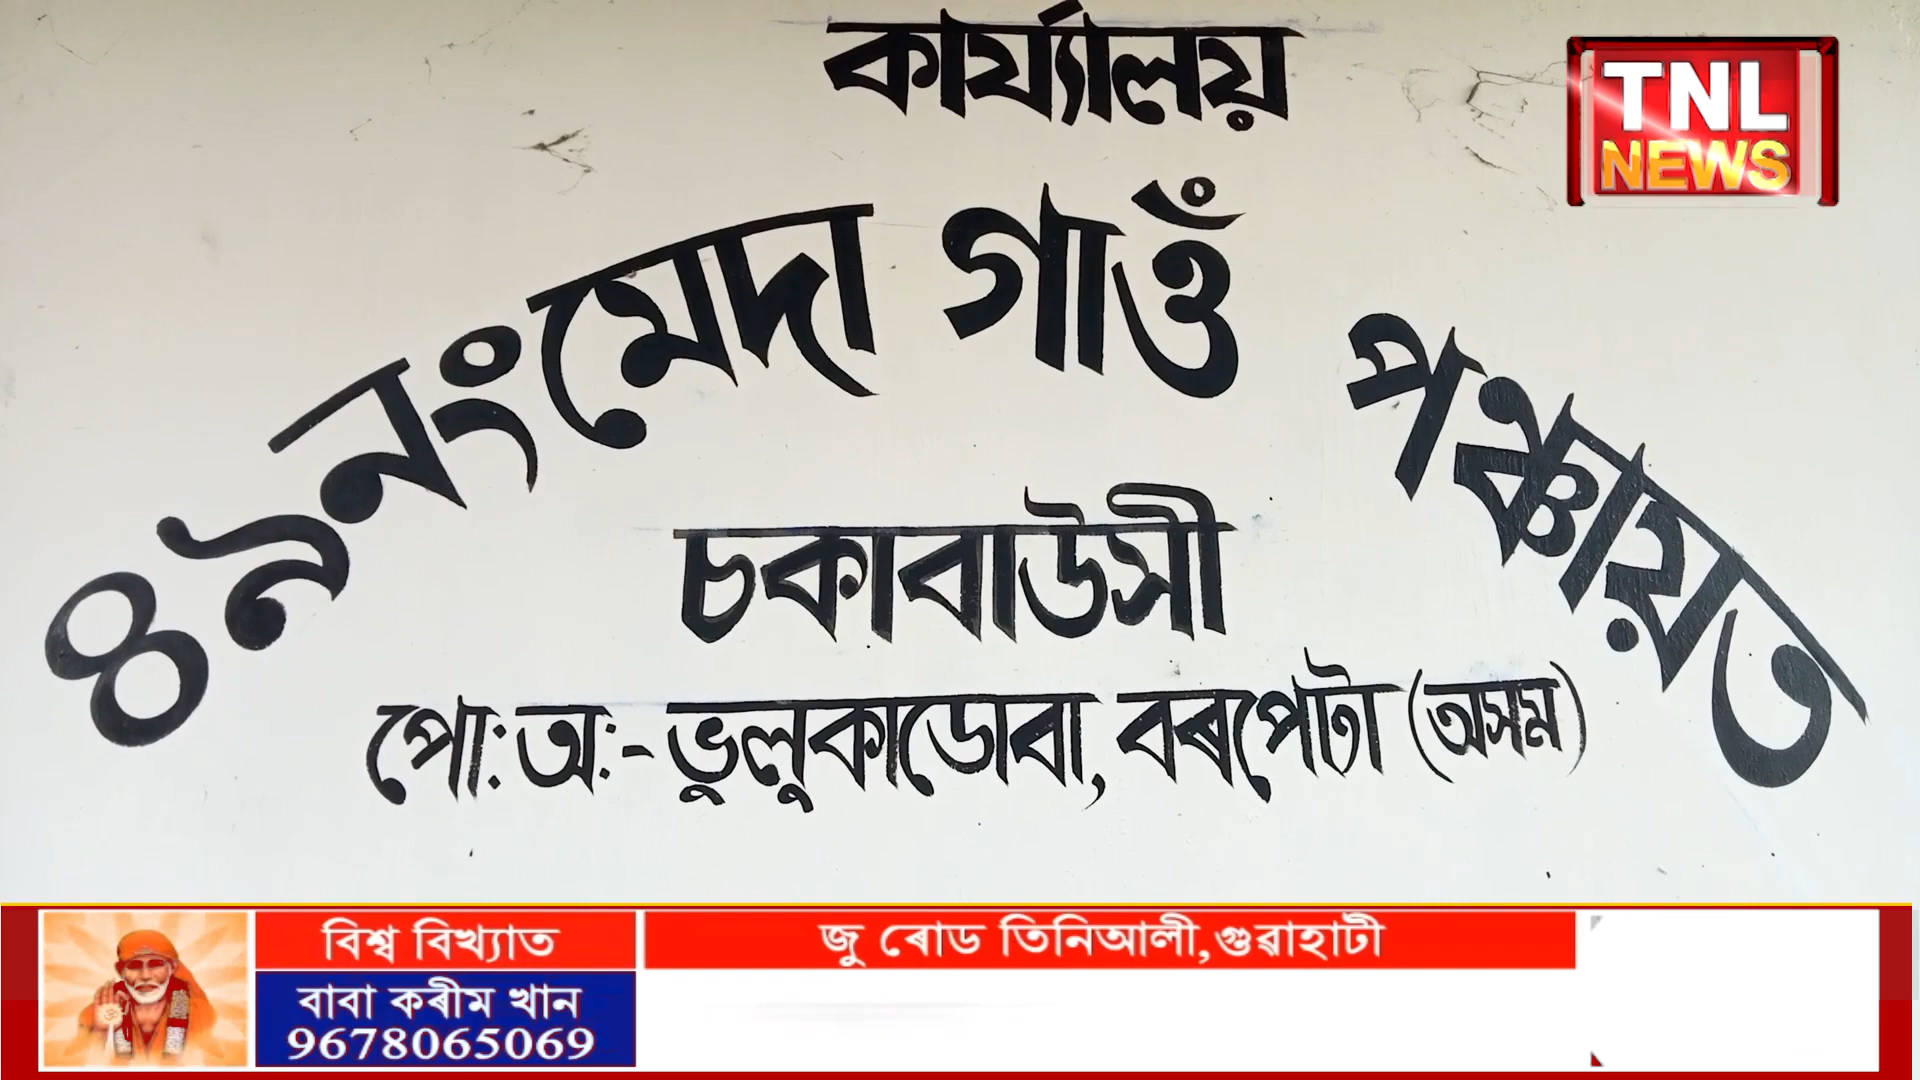 কাৰ্য্যালয়
TNL
NEWS
৪৯নং মেদা গাওঁ পঞ্চায়ত
চকাবাউসী
পো: অ:- ভুলুকাডোবা, বৰপেটা (অসম)
বিশ্ব বিখ্যাত
জু ৰোড তিনিআলী,গুৱাহাটী
বাবা কৰীম খান
9678065069